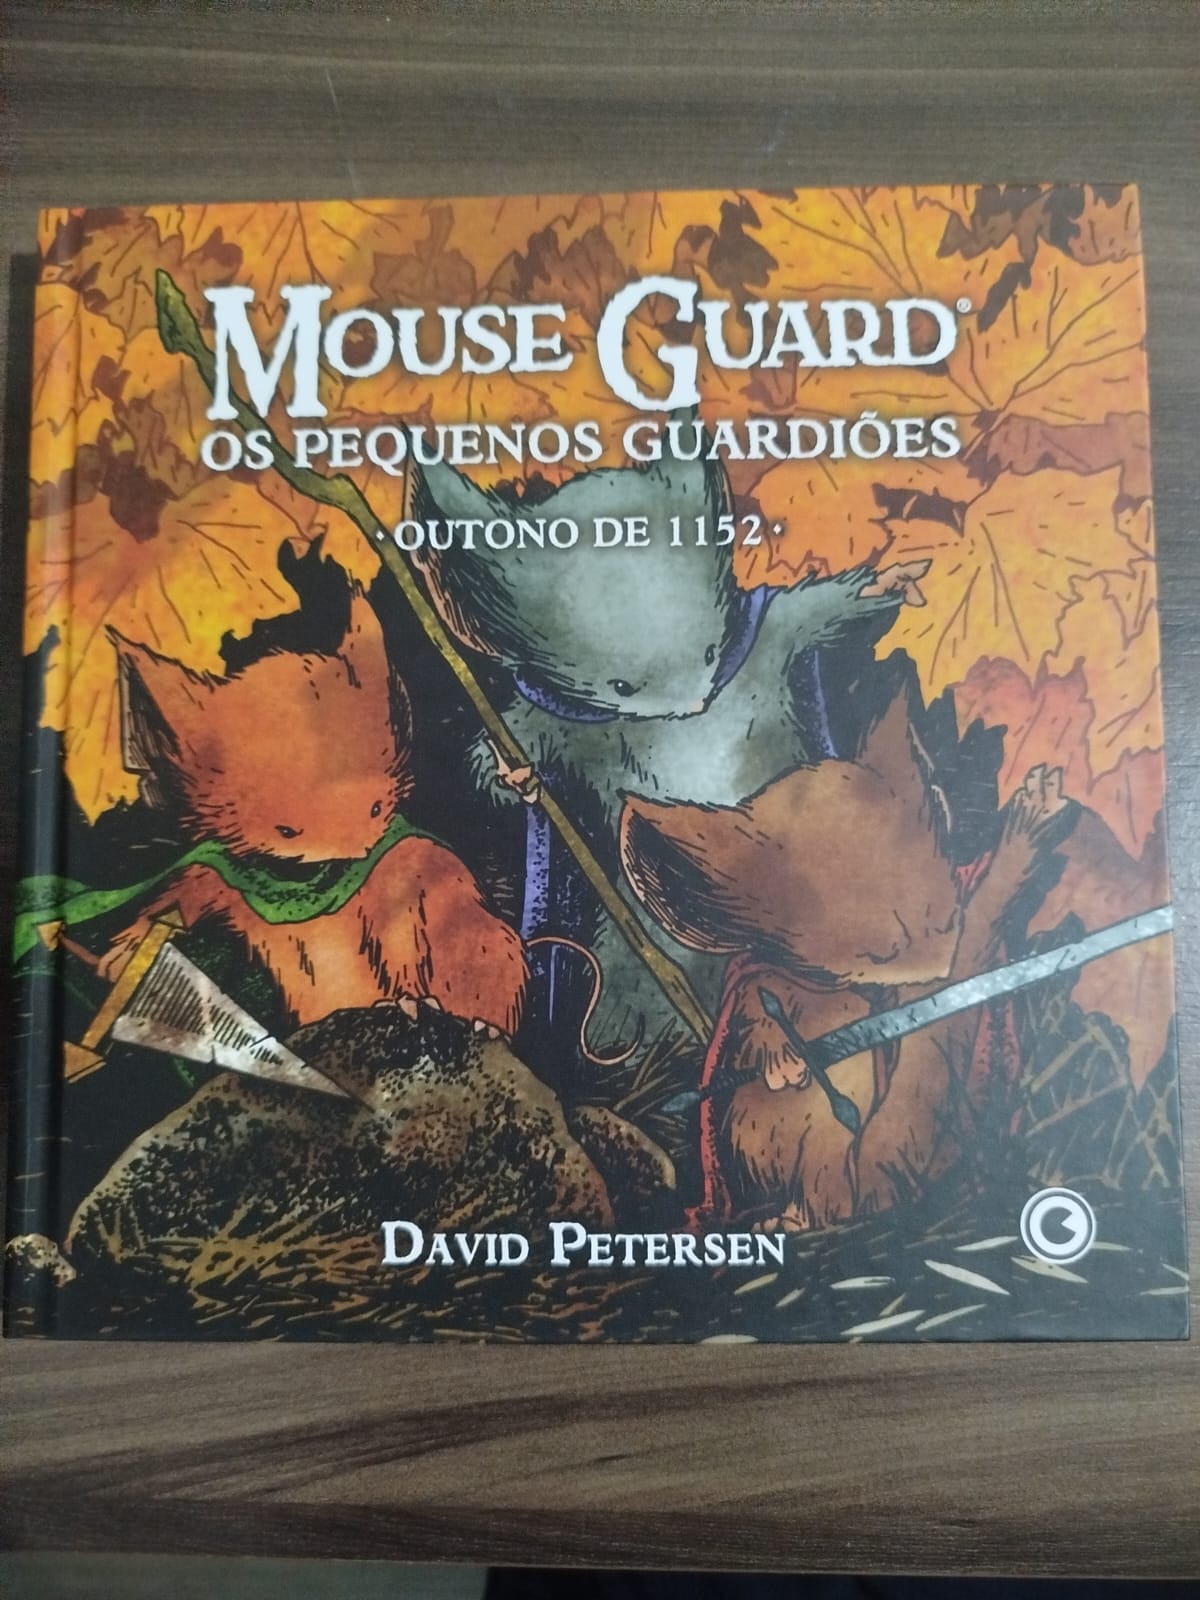 MOUSE GUARD®
OS PEQUENOS GUARDIÕES
·OUTONO DE 1152·
DAVID PETERSEN